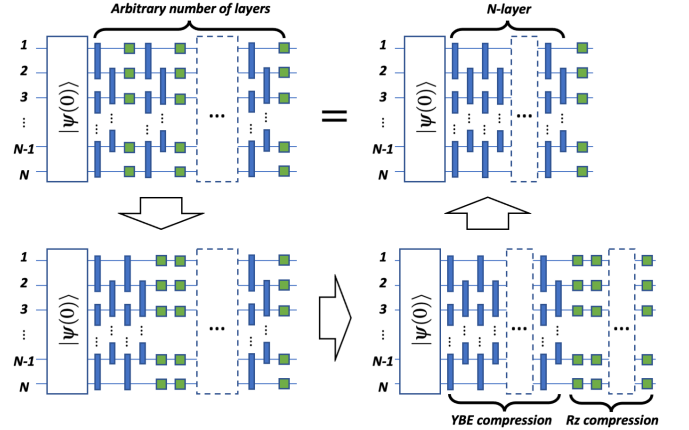 Arbitrary number of layers
N-layer
1
2
3
...
N-1
N
|ψ(0)⟩
...
...
=
1
2
3
...
N-1
N
|ψ(0)⟩
...
...
1
2
3
...
N-1
N
|ψ(0)⟩
...
...
1
2
3
...
N-1
N
|ψ(0)⟩
...
...
...
YBE compression
Rz compression